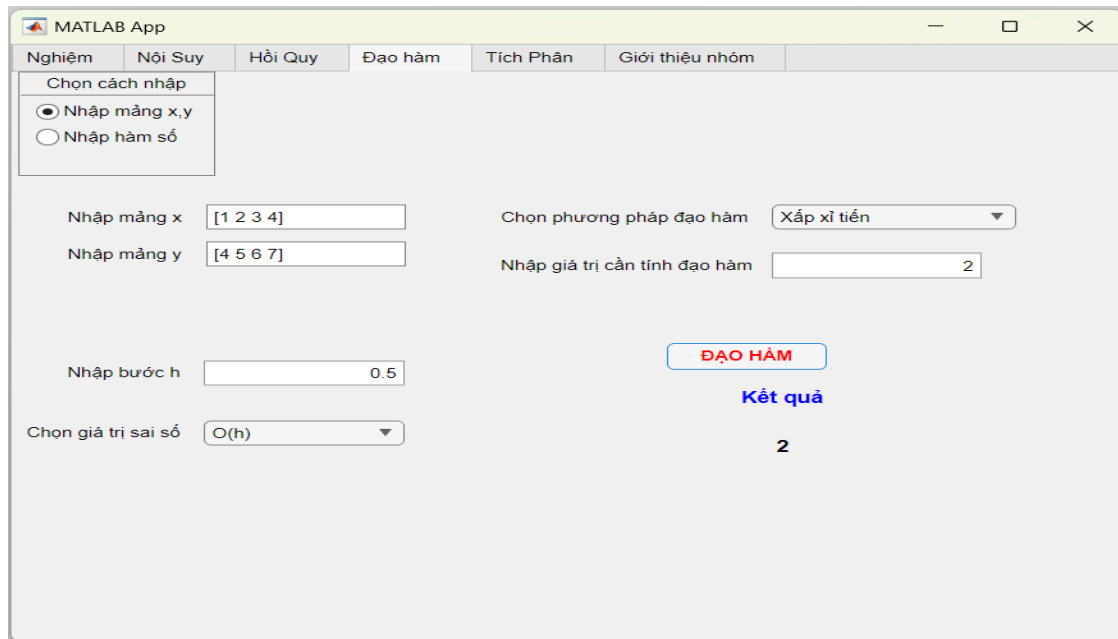 MATLAB App
Nghiệm Nội Suy Hồi Quy Đạo hàm Tích Phân Giới thiệu nhóm
Chọn cách nhập
Nhập mảng x,y
Nhập hàm số
Nhập mảng x [1 2 3 4] Chọn phương pháp đạo hàm Xấp xỉ tiến
Nhập mảng y [4 5 6 7] Nhập giá trị cần tính đạo hàm 2
ĐẠO HÀM
Nhập bước h 0.5
Kết quả
Chọn giá trị sai số O(h)
2